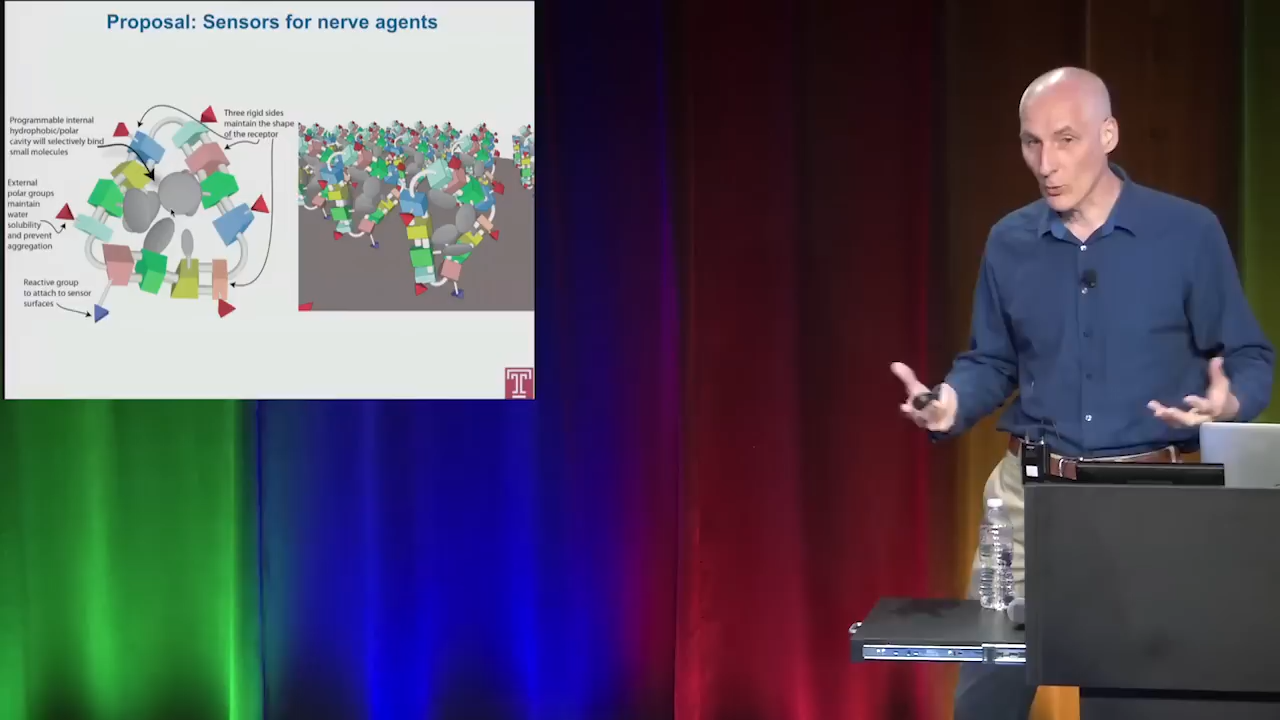 Proposal: Sensors for nerve agents
Programmable internal
hydrophobic/polar
cavity will selectively bind
small molecules
Three rigid sides
maintain the shape
of the receptor
External
polar groups
maintain
water
solubility
and prevent
aggregation
Reactive group
to attach to sensor
surfaces
T